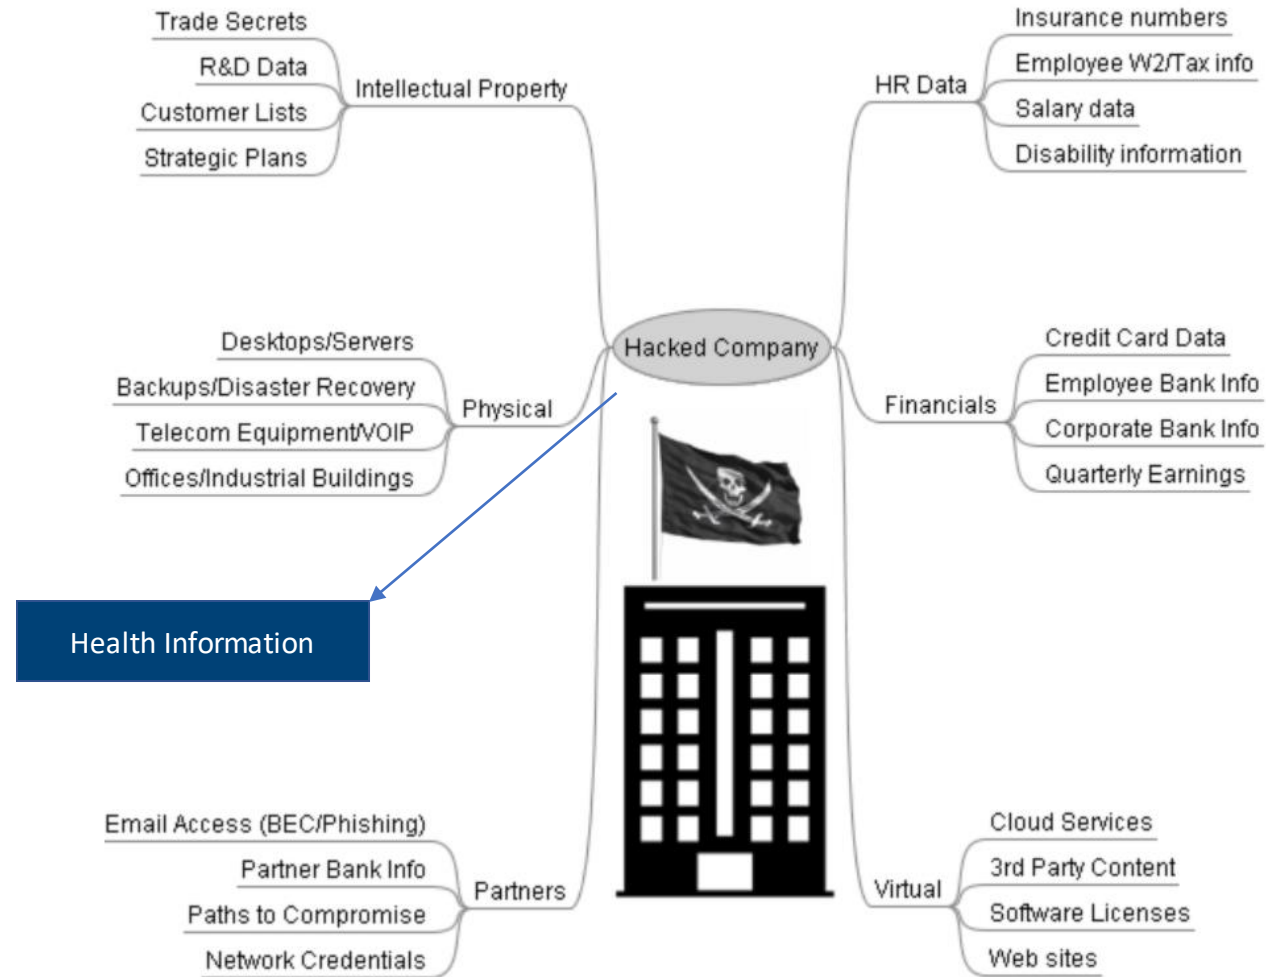 Trade Secrets
R&D Data
Customer Lists
Strategic Plans
Intellectual Property
Insurance numbers
Employee W2/Tax info
Salary data
Disability information
HR Data
Hacked Company
Desktops/Servers
Backups/Disaster Recovery
Telecom Equipment/VOIP
Offices/Industrial Buildings
Physical
Credit Card Data
Employee Bank Info
Corporate Bank Info
Quarterly Earnings
Financials
Health Information
Email Access (BEC/Phishing)
Partner Bank Info
Paths to Compromise
Network Credentials
Partners
Cloud Services
3rd Party Content
Software Licenses
Web sites
Virtual